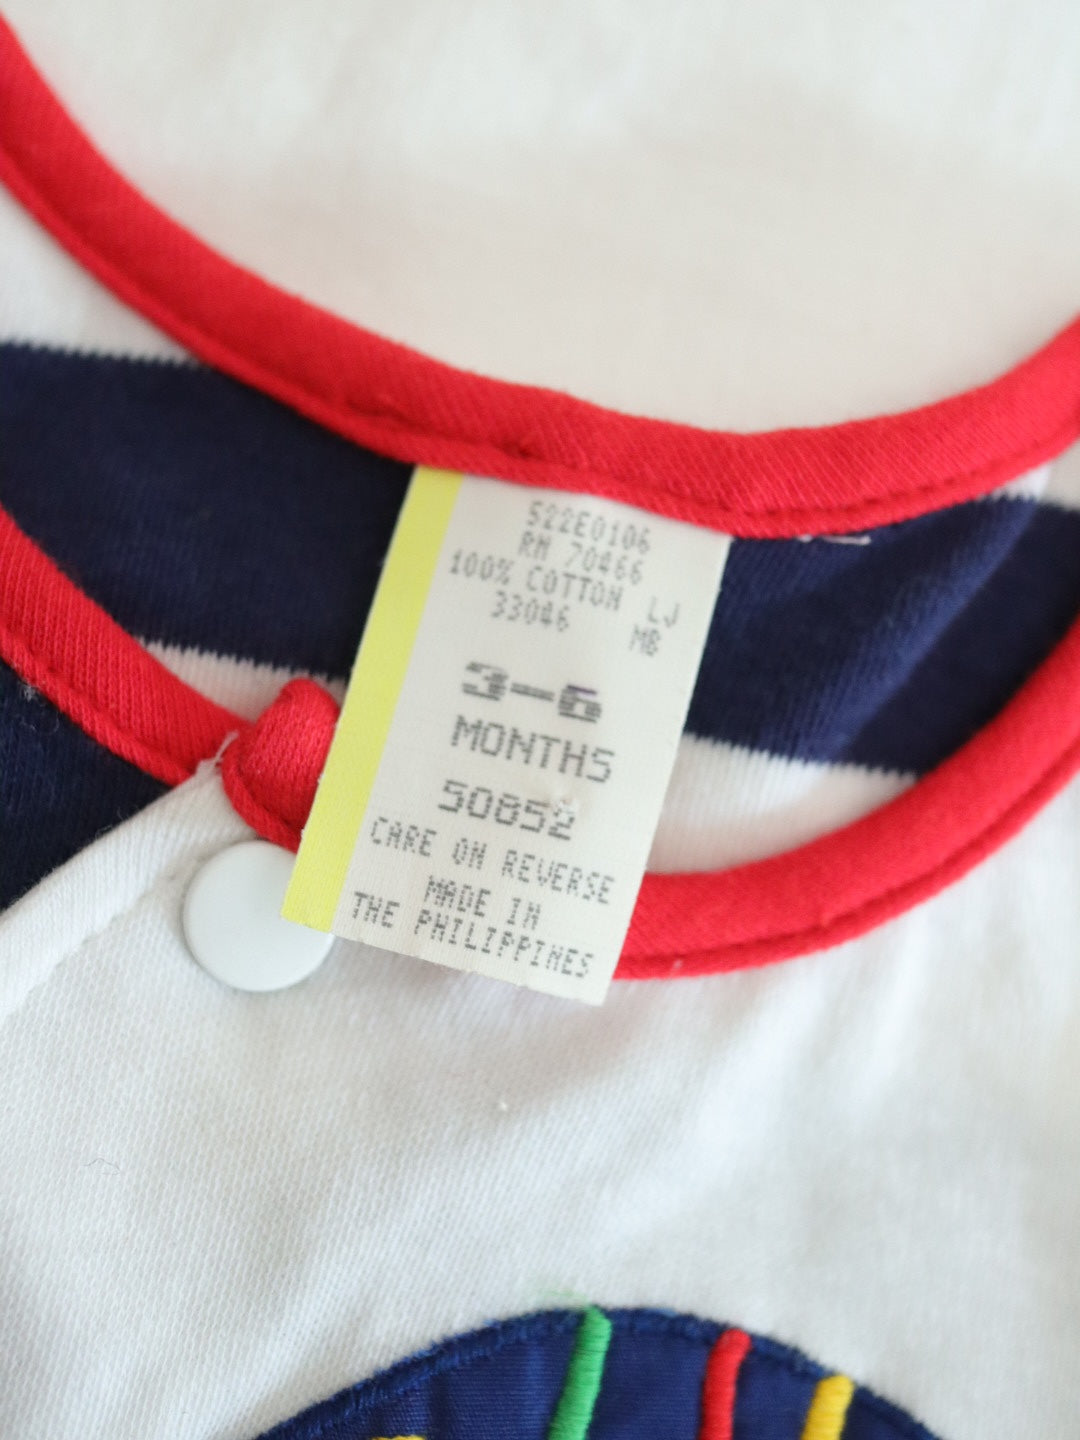 522E0106
RN 70466
100% COTTON LJ
33046 MB
3-6
MONTHS
50852
CARE ON REVERSE
MADE IN
THE PHILIPPINES